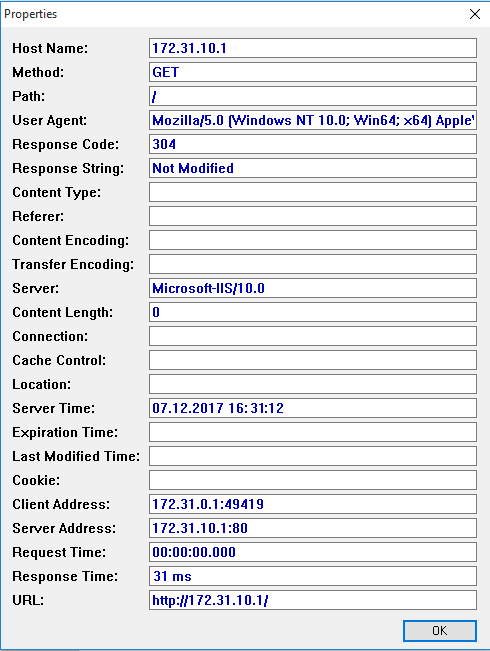 Properties
Host Name: 172.31.10.1
Method: GET
Path: /
User Agent: Mozilla/5.0 (Windows NT 10.0; Win64; x64) Apple
Response Code: 304
Response String: Not Modified
Content Type:
Referer:
Content Encoding:
Transfer Encoding:
Server: Microsoft-IIS/10.0
Content Length: 0
Connection:
Cache Control:
Location:
Server Time: 07.12.2017 16:31:12
Expiration Time:
Last Modified Time:
Cookie:
Client Address: 172.31.0.1:49419
Server Address: 172.31.10.1:80
Request Time: 00:00:00.000
Response Time: 31 ms
URL: http://172.31.10.1/
OK